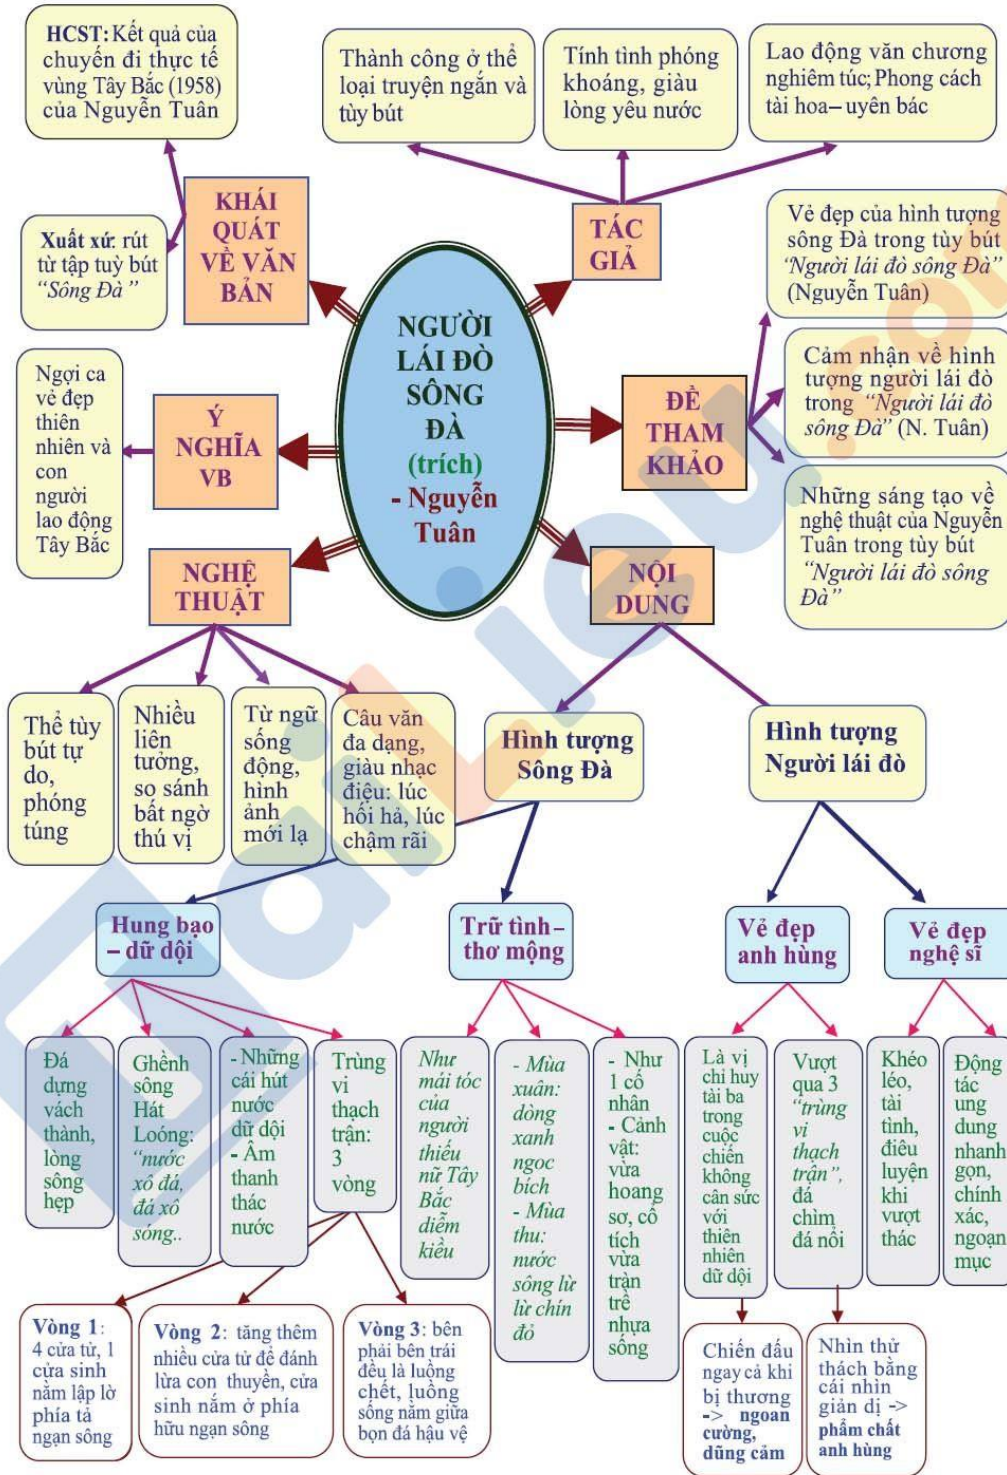 HCST: Kết quả của
chuyến đi thực tế
vùng Tây Bắc (1958)
của Nguyễn Tuân
Thành công ở thể
loại truyện ngắn và
tùy bút
Tính tình phóng
khoáng, giàu
lòng yêu nước
Lao động văn chương
nghiêm túc; Phong cách
tài hoa– uyên bác
KHÁI
QUÁT
VỀ VĂN
BẢN
TÁC
GIẢ
Xuất xứ: rút
từ tập tuỳ bút
“Sông Đà”
Vẻ đẹp của hình tượng
sông Đà trong tùy bút
“Người lái đò sông Đà”
(Nguyễn Tuân)
NGƯỜI
LÁI ĐÒ
SÔNG
ĐÀ
(trích)
- Nguyễn
Tuân
Cảm nhận về hình
tượng người lái đò
trong “Người lái đò
sông Đà” (N. Tuân)
Ngợi ca
vẻ đẹp
thiên
nhiên và
con
người
lao động
Tây Bắc
Ý
NGHĨA
VB
ĐỀ
THAM
KHẢO
Những sáng tạo về
nghệ thuật của Nguyễn
Tuân trong tùy bút
“Người lái đò sông
Đà”
NGHỆ
THUẬT
NỘI
DUNG
Thể tùy
bút tự
do,
phóng
túng
Nhiều
liên
tưởng,
so sánh
bất ngờ
thú vị
Từ ngữ
sống
động,
hình
ảnh
mới lạ
Câu văn
đa dạng,
giàu nhạc
điệu: lúc
hối hả, lúc
chậm rãi
Hình tượng
Sông Đà
Hình tượng
Người lái đò
Hung bạo
– dữ dội
Trữ tình –
thơ mộng
Vẻ đẹp
anh hùng
Vẻ đẹp
nghệ sĩ
Đá
dựng
vách
thành,
lòng
sông
hẹp
Ghềnh
sông
Hát
Loóng:
“nước
xô đá,
đá xô
sóng..
- Những
cái hút
nước
dữ dội
- Âm
thanh
thác
nước
Trùng
vi
thạch
trận:
3
vòng
Như
mái tóc
của
người
thiếu
nữ Tây
Bắc
diễm
kiều
- Mùa
xuân:
dòng
xanh
ngọc
bích
- Mùa
thu:
nước
sông lừ
lừ chín
đỏ
- Như
1 cố
nhân
- Cảnh
vật:
vừa
hoang
sơ, cổ
tích
vừa
tràn
trề
nhựa
sống
Là vị
chỉ huy
tài ba
trong
cuộc
chiến
không
cân sức
với
thiên
nhiên
dữ dội
Vượt
qua 3
“trùng
vi
thạch
trận”,
đá
chìm
đá nổi
Khéo
léo, tài
tình,
điêu
luyện
khi
vượt
thác
Động
tác
ung
dung
nhanh
gọn,
chính
xác,
ngoạn
mục
Vòng 1:
4 cửa tử, 1
cửa sinh
nằm lập lờ
phía tả
ngạn sông
Vòng 2: tăng thêm
nhiều cửa tử để đánh
lừa con thuyền, cửa
sinh nắm ở phía
hữu ngạn sông
Vòng 3: bên
phải bên trái
đều là luồng
chết, luồng
sống nằm giữa
bọn đá hậu vệ
Chiến đấu
ngay cả khi
bị thương
-> ngoan
cường,
dũng cảm
Nhìn thử
thách bằng
cái nhìn
giản dị ->
phẩm chất
anh hùng
TaiLieu.com